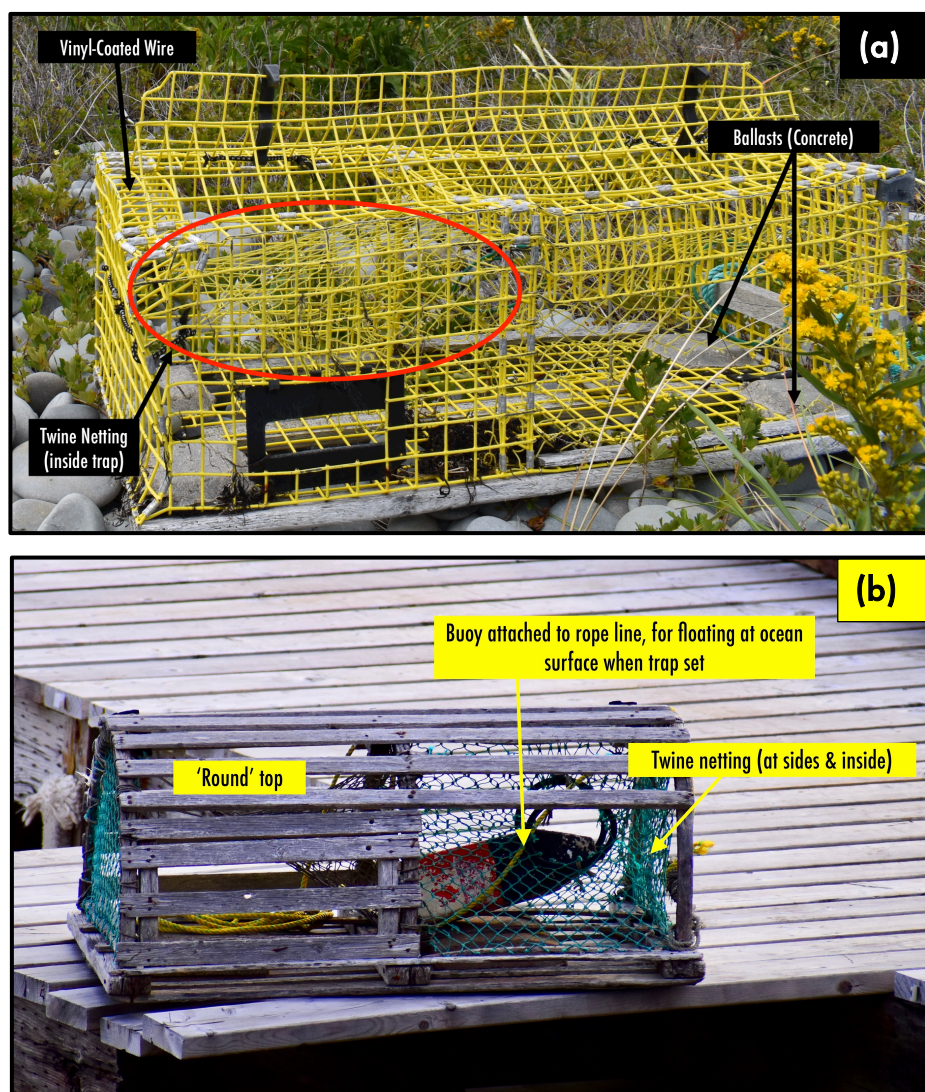 Vinyl-Coated Wire
(a)
Ballasts (Concrete)
Twine Netting
(inside trap)
(b)
Buoy attached to rope line, for floating at ocean
surface when trap set
Twine netting (at sides & inside)
'Round' top